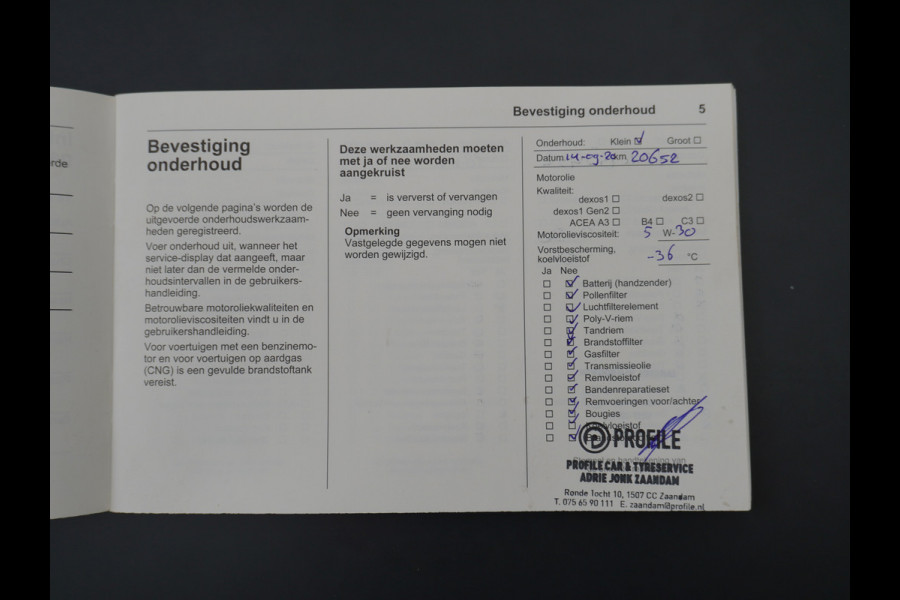 Bevestiging onderhoud 5
rde
Bevestiging
onderhoud
Op de volgende pagina's worden de
uitgevoerde onderhoudswerkzaam-
heden geregistreerd.
Voer onderhoud uit, wanneer het
service-display dat aangeeft, maar
niet later dan de vermelde onder-
houdsintervallen in de gebruikers-
handleiding.
Betrouwbare motoroliekwaliteiten en
motorolieviscositeiten vindt u in de
gebruikershandleiding.
Voor voertuigen met een benzinemo-
tor en voor voertuigen op aardgas
(CNG) is een gevulde brandstoftank
vereist.
Deze werkzaamheden moeten
met ja of nee worden
aangekruist
Ja = is ververst of vervangen
Nee = geen vervanging nodig
Opmerking
Vastgelegde gegevens mogen niet
worden gewijzigd.
Onderhoud: Klein Groot
Datum 14-09-20 km 20652
Motorolie
Kwaliteit:
dexos1 dexos2
dexos1 Gen2
ACEA A3 B4 C3
Motorolieviscositeit: 5 W-30
Vorstbescherming,
koelvloeistof -36 °C
Ja Nee
Batterij (handzender)
Pollenfilter
Luchtfilterelement
Poly-V-riem
Tandriem
Brandstoffilter
Gasfilter
Transmissieolie
Remvloeistof
Bandenreparatieset
Remvoeringen voor/achter
Bougies
Koelvloeistof
PROFILE
PROFILE CAR & TYRESERVICE
ADRIE JONK ZAANDAM
Ronde Tocht 10, 1507 CC Zaandam
T. 075 65 90 111 E. zaandam@profile.nl